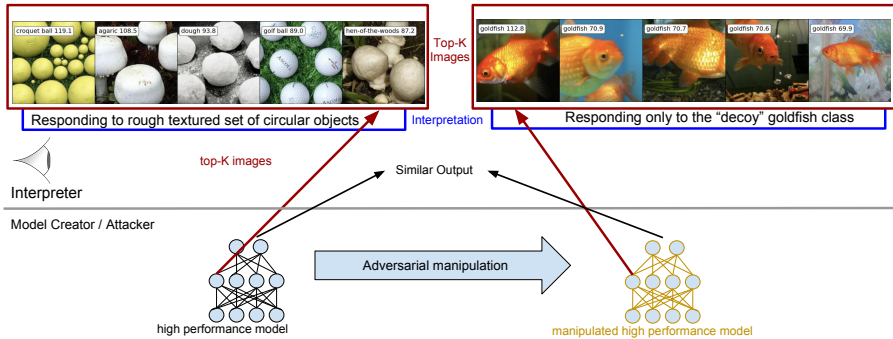 croquet ball 119.1
agaric 108.5
dough 93.8
golf ball 89.0
hen-of-the-woods 87.2
Top-K
Images
goldfish 112.8
goldfish 70.9
goldfish 70.7
goldfish 70.6
goldfish 69.9
Responding to rough textured set of circular objects
Interpretation
Responding only to the “decoy” goldfish class
top-K images
Similar Output
Interpreter
Model Creator / Attacker
Adversarial manipulation
high performance model
manipulated high performance model